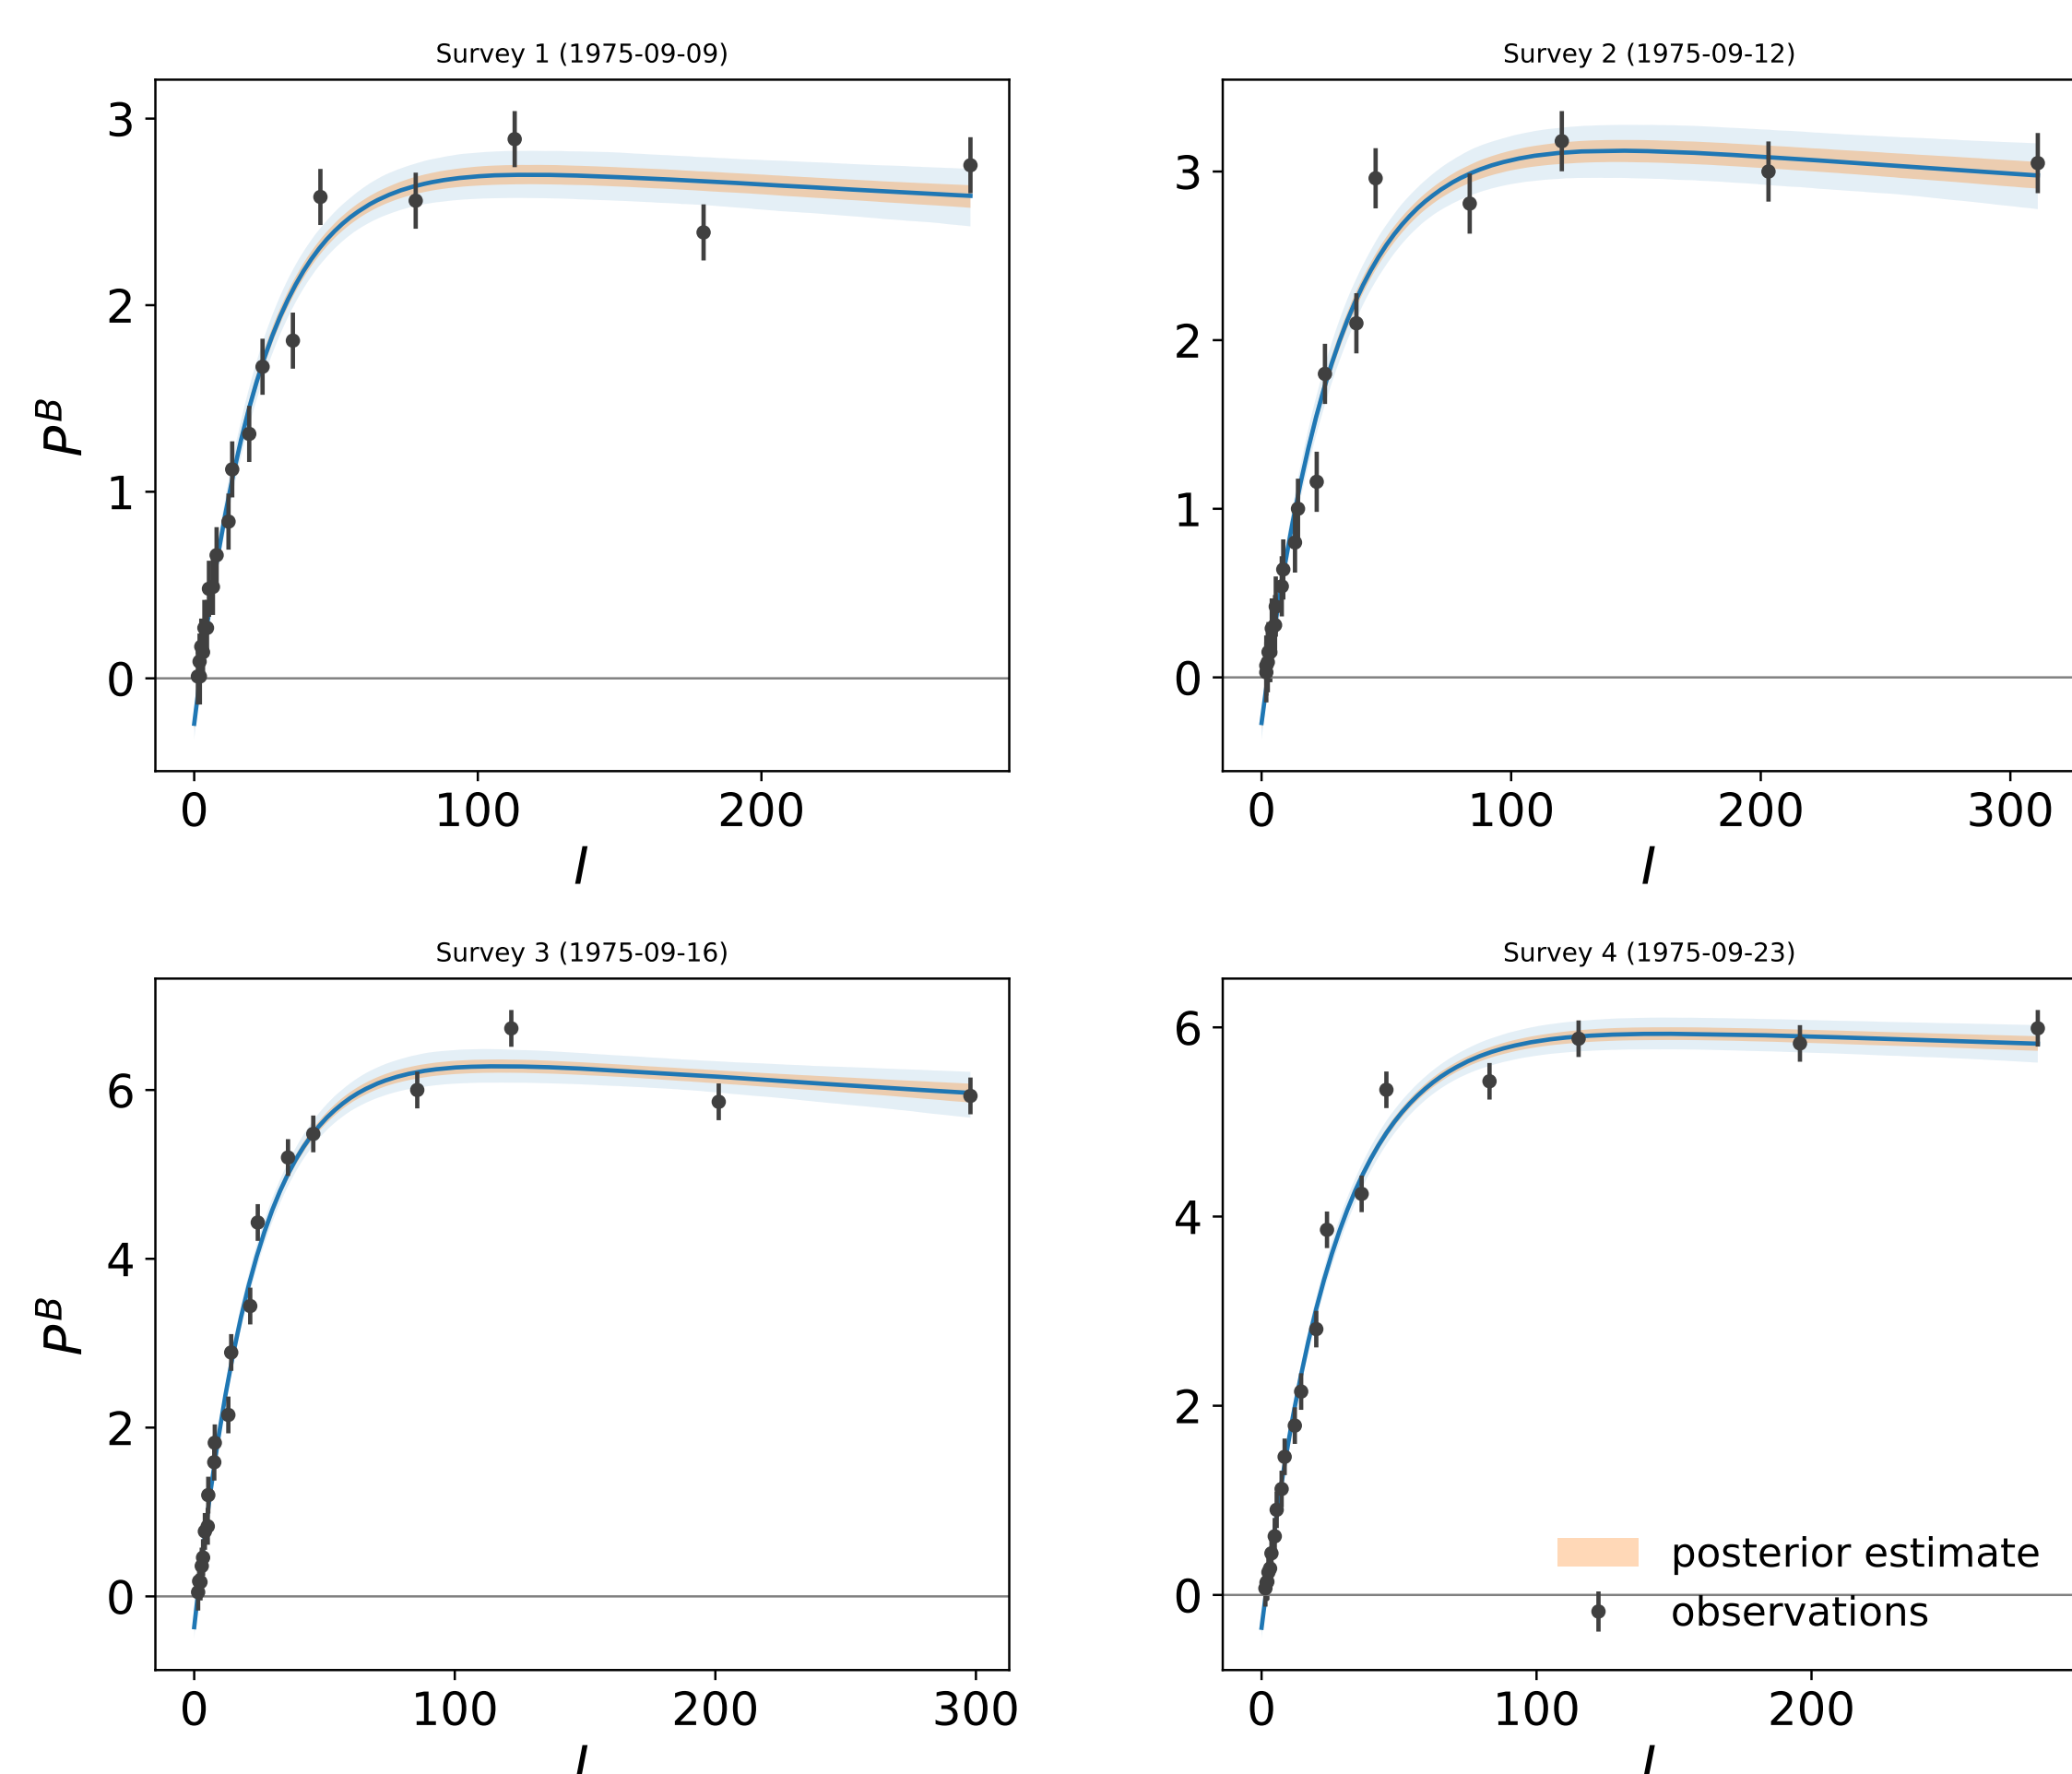 Survey 1 (1975-09-09)
3
2
1
0
P^B
0 100 200
I
Survey 2 (1975-09-12)
3
2
1
0
0 100 200 300
I
Survey 3 (1975-09-16)
6
4
2
0
P^B
0 100 200 300
I
Survey 4 (1975-09-23)
6
4
2
0
posterior estimate
observations
0 100 200
I